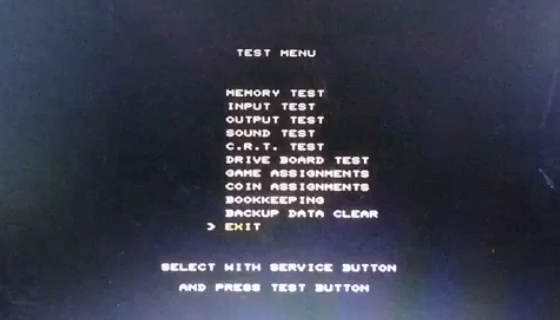 TEST MENU
MEMORY TEST
INPUT TEST
OUTPUT TEST
SOUND TEST
C.R.T. TEST
DRIVE BOARD TEST
GAME ASSIGNMENTS
COIN ASSIGNMENTS
BOOKKEEPING
BACKUP DATA CLEAR
> EXIT
SELECT WITH SERVICE BUTTON
AND PRESS TEST BUTTON